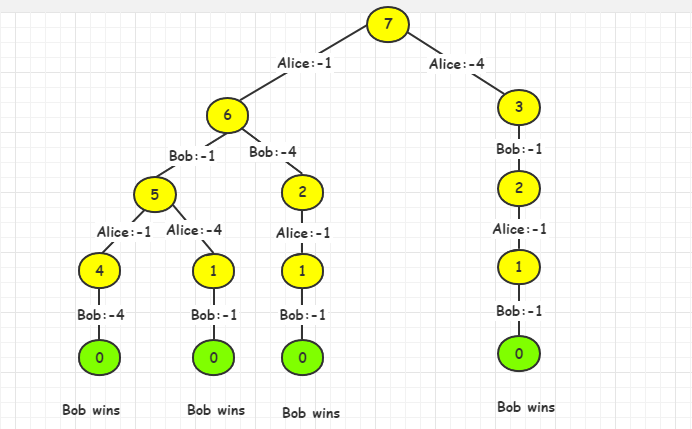 7
Alice:-1
Alice:-4
6
3
Bob:-1
Bob:-4
Bob:-1
5
2
2
Alice:-1
Alice:-4
Alice:-1
Alice:-1
4
1
1
1
Bob:-4
Bob:-1
Bob:-1
Bob:-1
0
0
0
0
Bob wins
Bob wins
Bob wins
Bob wins